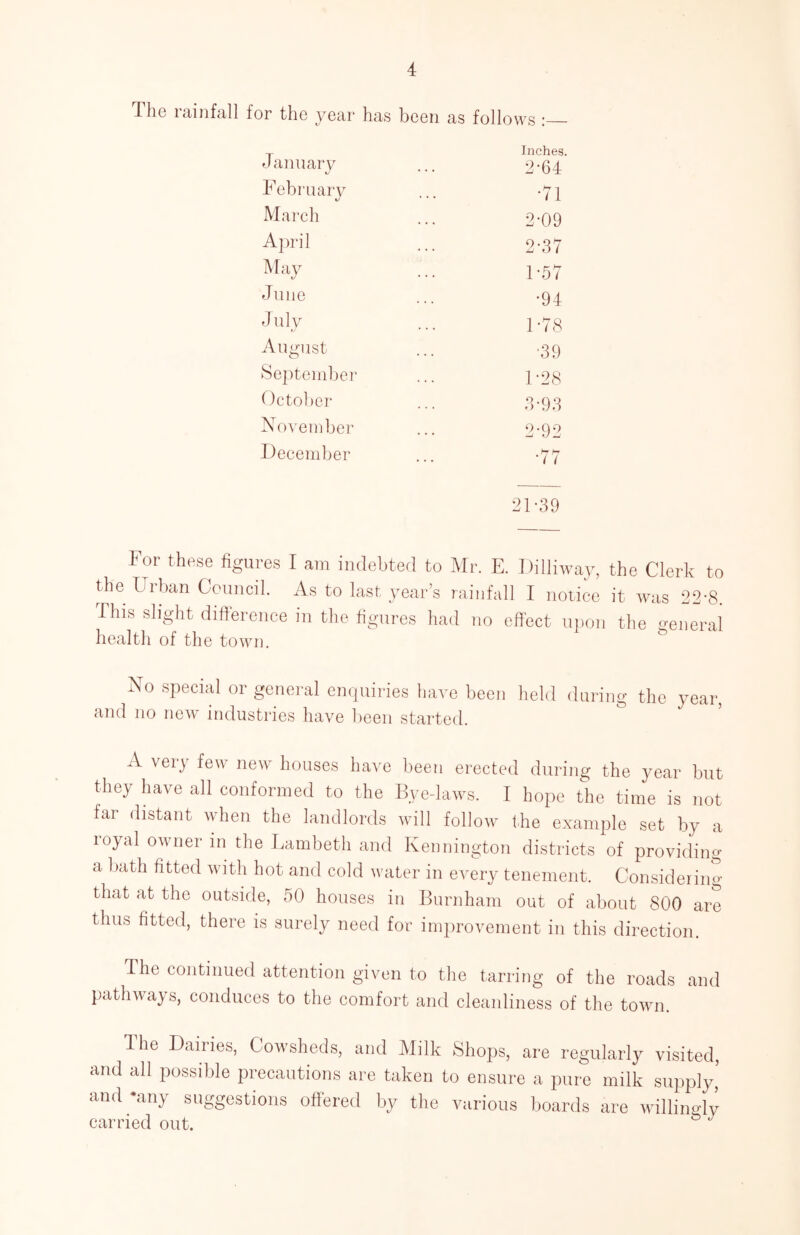 4
The rainfall for the year has been as follows :—
Inches.
January ... 2·64
February ... ·71
March ... 2·09
April ... 2·37
May ... 1·57
June ... ·94
July ... 1·78
August ... ·39
September ... 1·28
October ... 3·93
November ... 2·92
December ... ·77
21·39
For these figures I am indebted to Mr. E. Dilliway, the Clerk to
the Urban Council. As to last year's rainfall I notice it was 22·8.
This slight difference in the figures had no effect upon the general
health of the town.
No special or general enquiries have been held during the year,
and no new industries have been started.
A very few new houses have been erected during the year but
they have all conformed to the Bye-laws. I hope the time is not
far distant when the landlords will follow the example set by a
royal owner in the Lambeth and Kennington districts of providing
a bath fitted with hot and cold water in every tenement. Considering
that at the outside, 50 houses in Burnham out of about 800 are
thus fitted, there is surely need for improvement in this direction.
The continued attention given to the tarring of the roads and
pathways, conduces to the comfort and cleanliness of the town.
The Dairies, Cowsheds, and Milk Shops, are regularly visited,
and all possible precautions are taken to ensure a pure milk supply,
and any suggestions offered by the various boards are willingly
carried out.